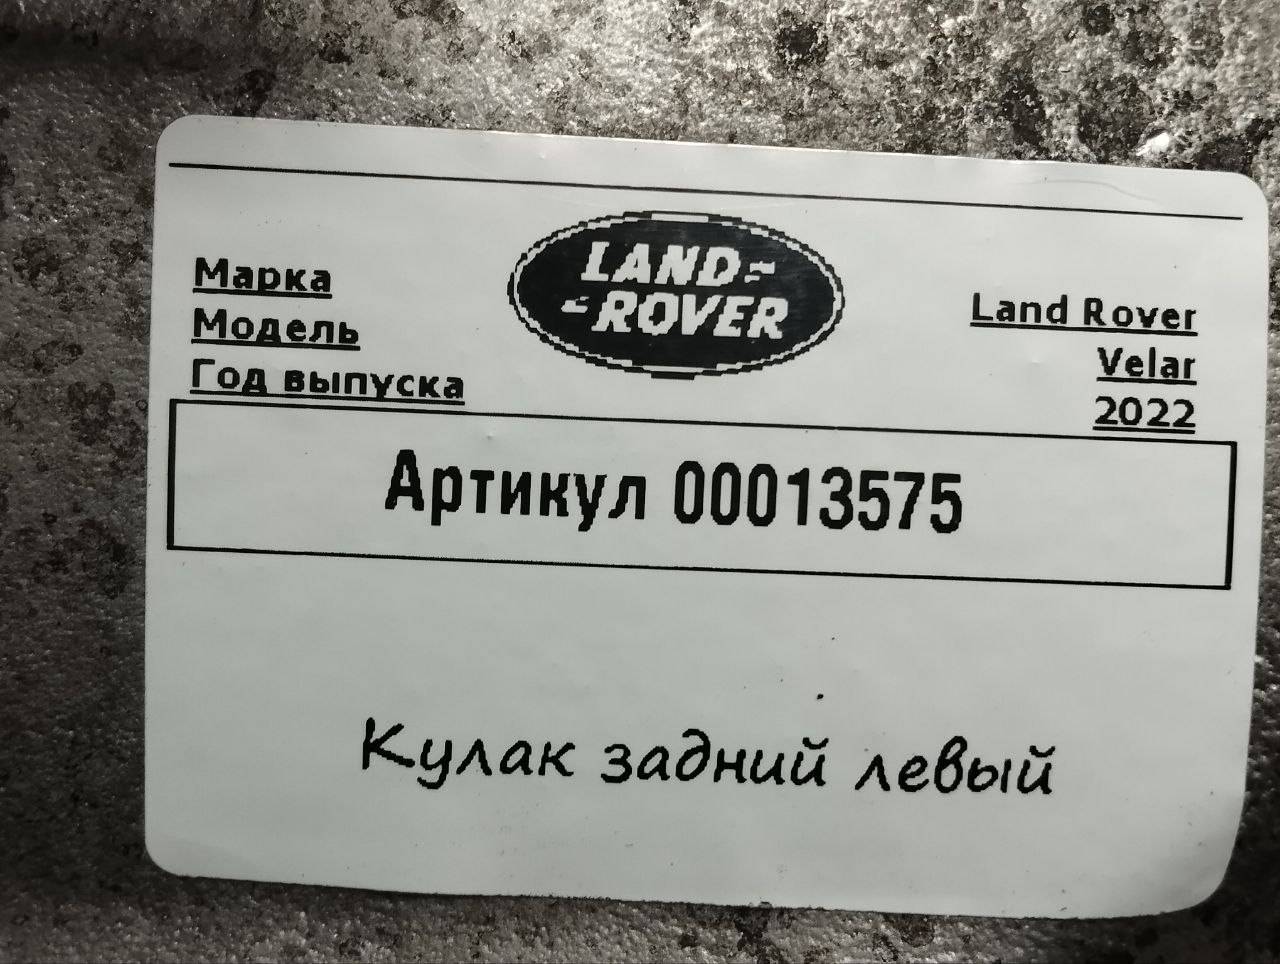 LAND
ROVER
Марка Land Rover
Модель Velar
Год выпуска 2022
Артикул 00013575
Кулак задний левый